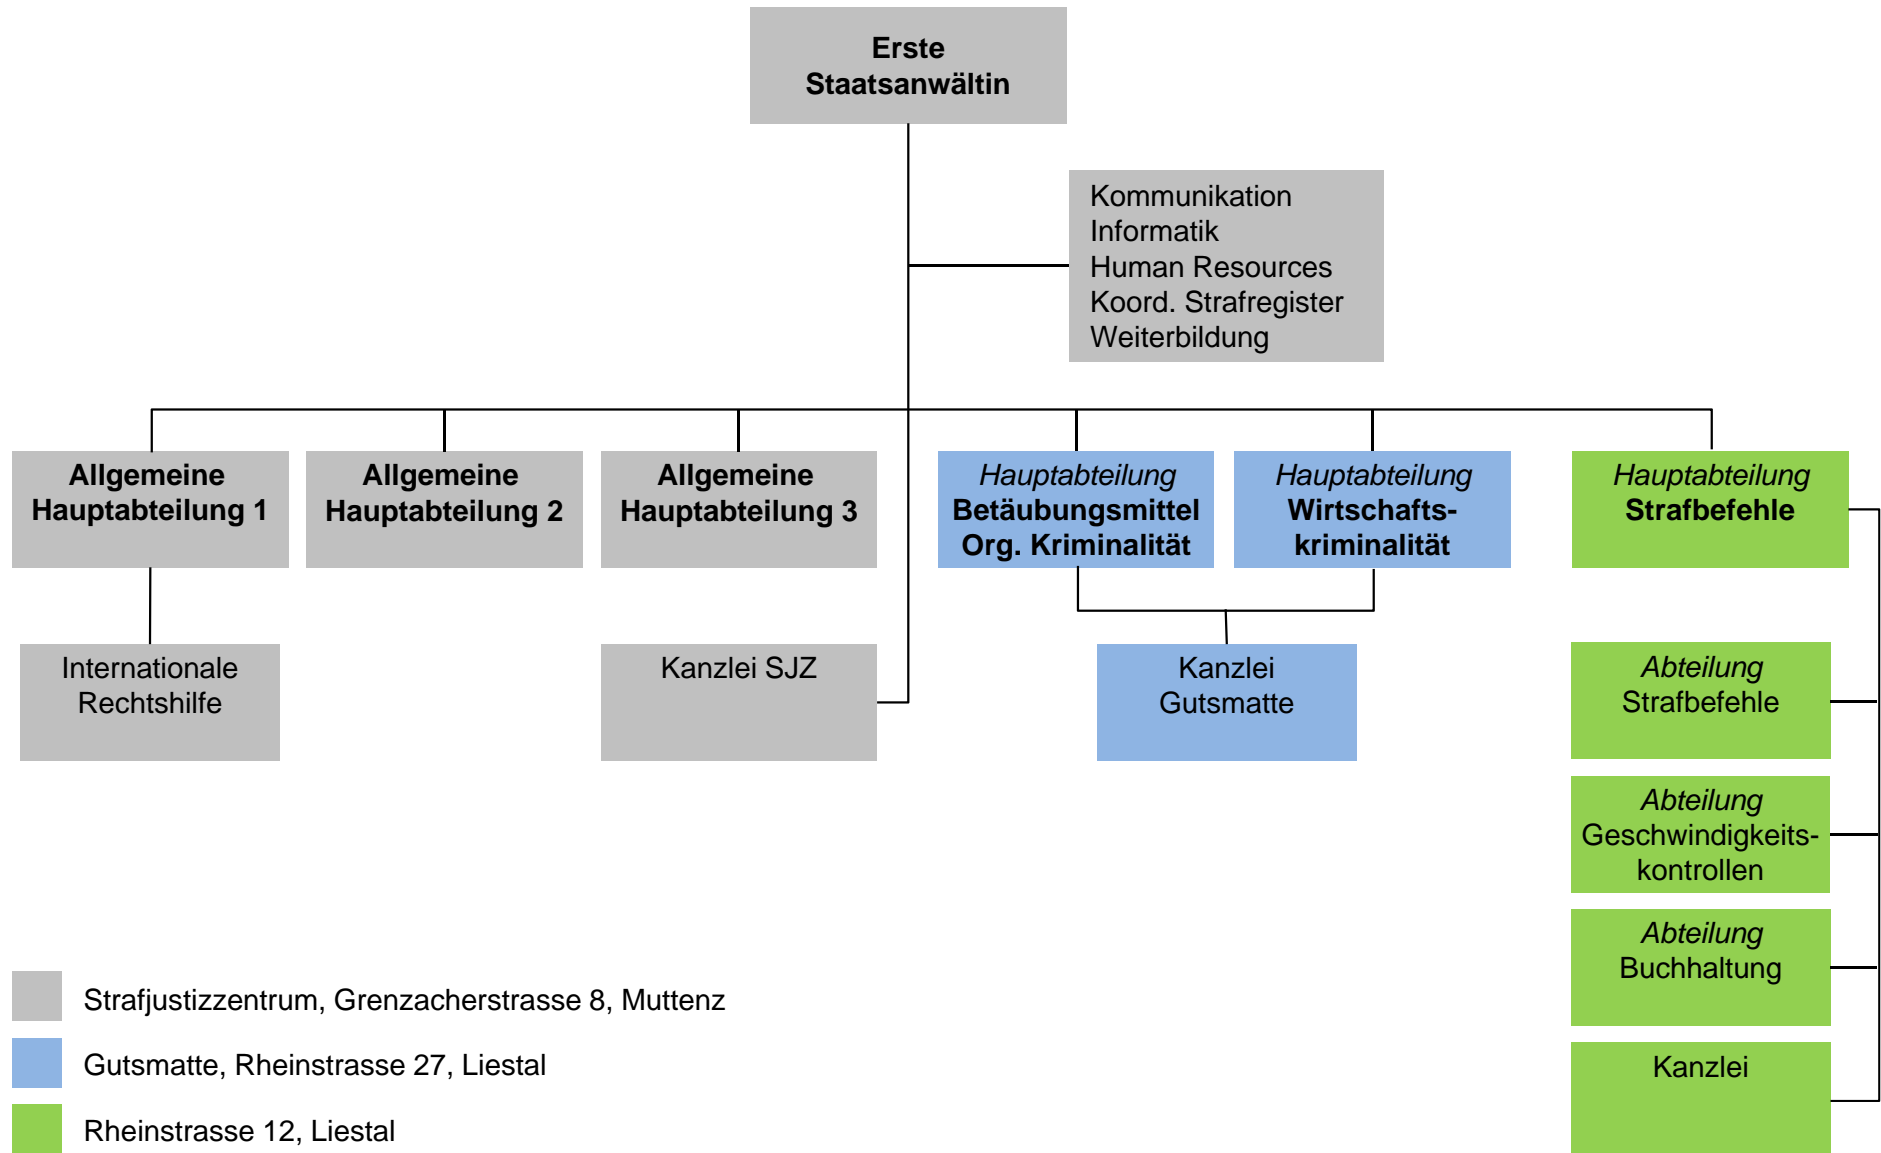 Erste
Staatsanwältin
Kommunikation
Informatik
Human Resources
Koord. Strafregister
Weiterbildung
Allgemeine
Hauptabteilung 1
Allgemeine
Hauptabteilung 2
Allgemeine
Hauptabteilung 3
Hauptabteilung
Betäubungsmittel
Org. Kriminalität
Hauptabteilung
Wirtschafts-
kriminalität
Hauptabteilung
Strafbefehle
Internationale
Rechtshilfe
Kanzlei SJZ
Kanzlei
Gutsmatte
Abteilung
Strafbefehle
Abteilung
Geschwindigkeits-
kontrollen
Abteilung
Buchhaltung
Kanzlei
Strafjustizzentrum, Grenzacherstrasse 8, Muttenz
Gutsmatte, Rheinstrasse 27, Liestal
Rheinstrasse 12, Liestal